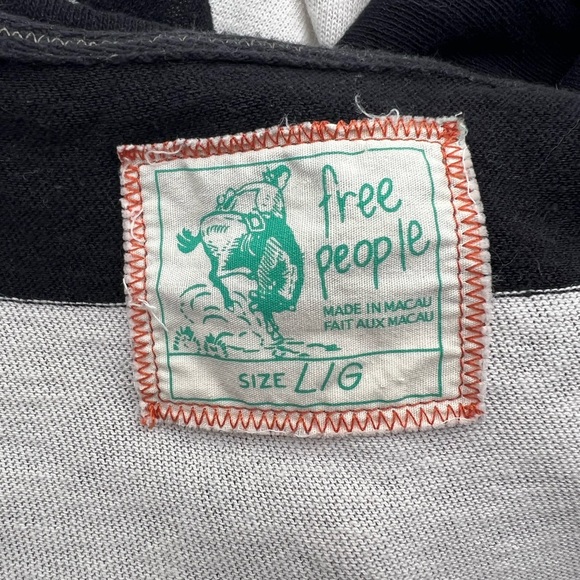 free
people
MADE IN MACAU
FAIT AUX MACAU
SIZE L/G